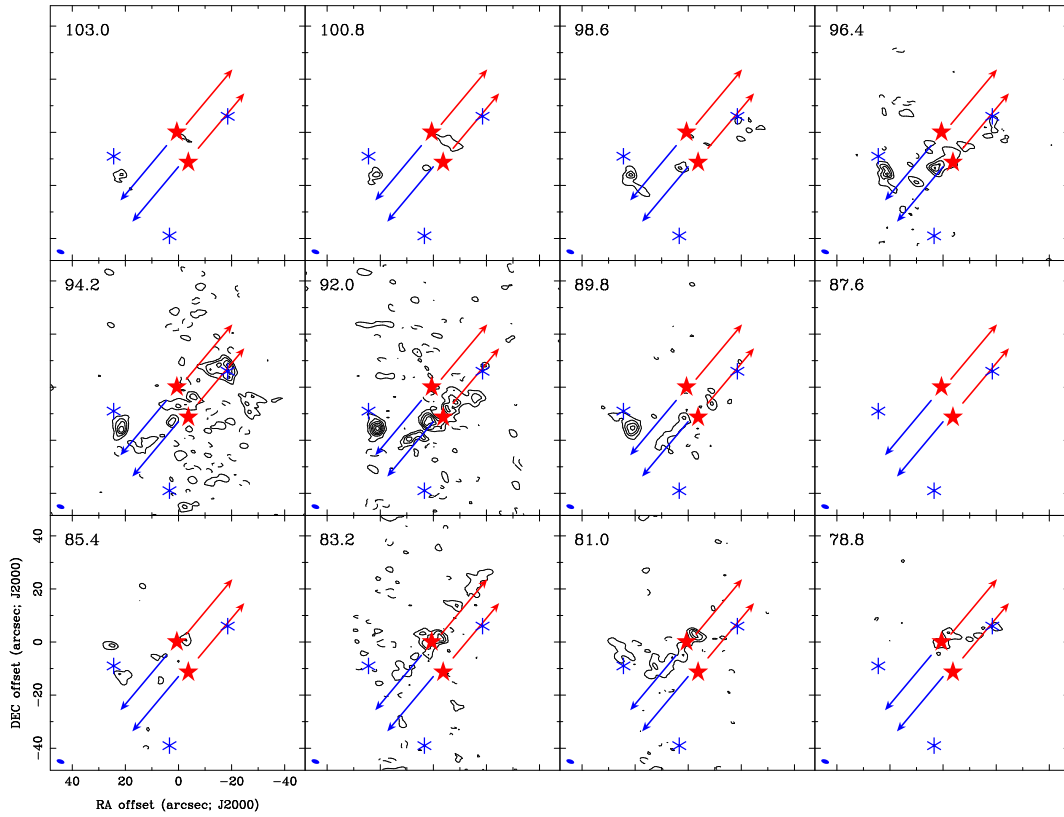 103.0 100.8 98.6 96.4
94.2 92.0 89.8 87.6
85.4 83.2 81.0 78.8
40
20
0
−20
−40
DEC offset (arcsec; J2000)
40 20 0 −20 −40
RA offset (arcsec; J2000)